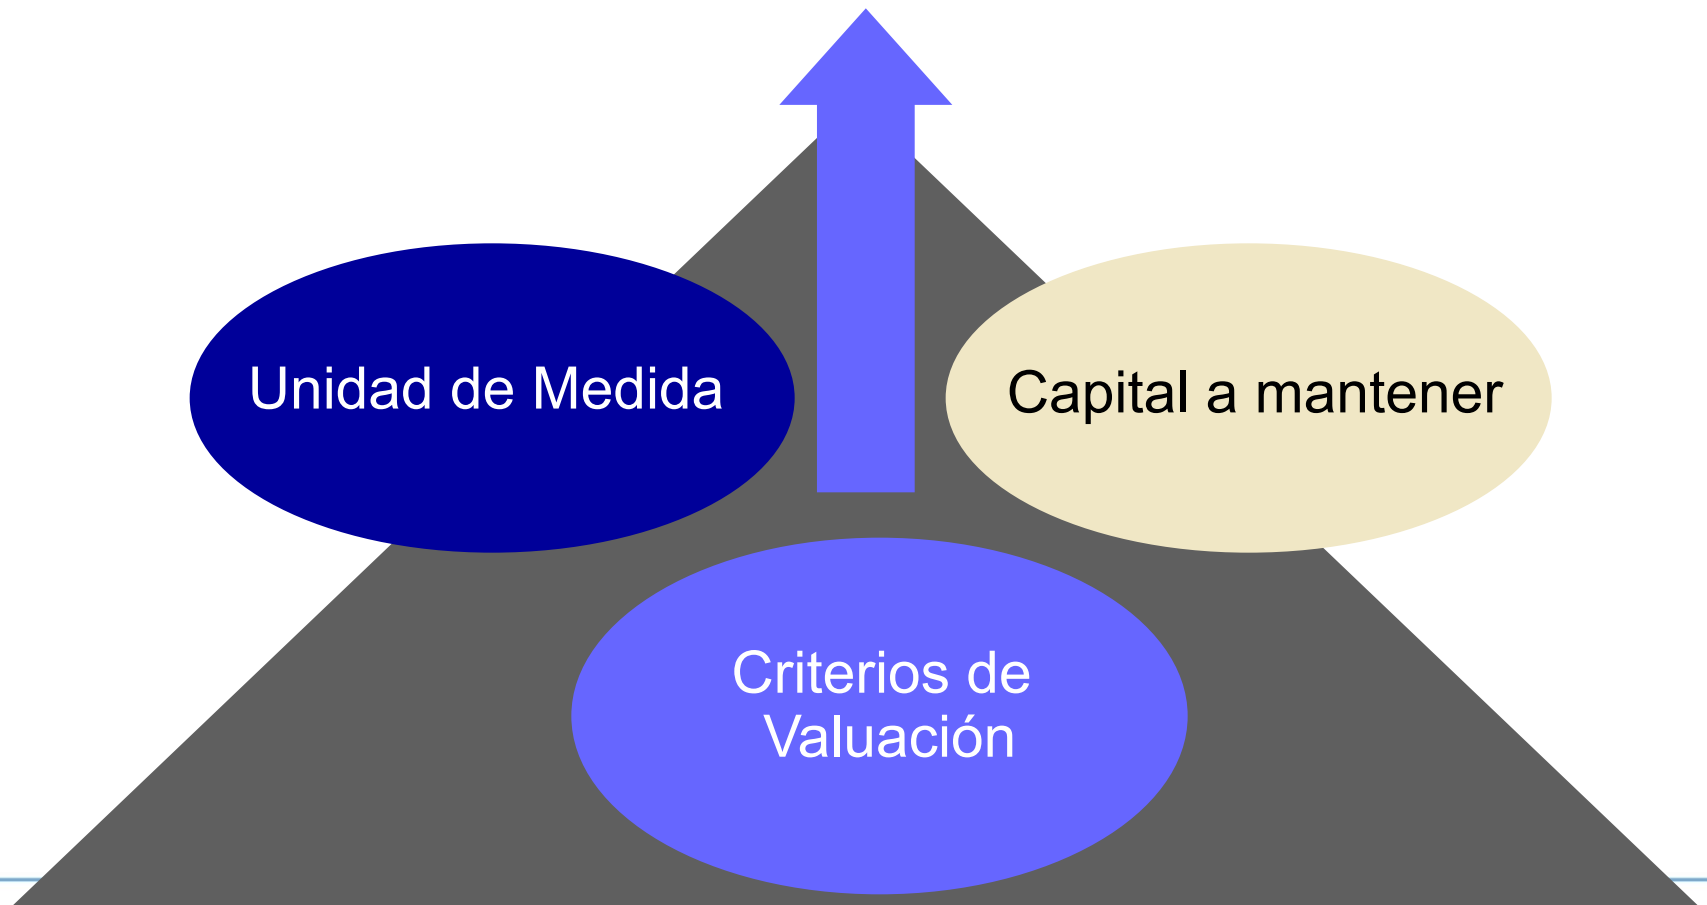 Unidad de Medida
Capital a mantener
Criterios de
Valuación